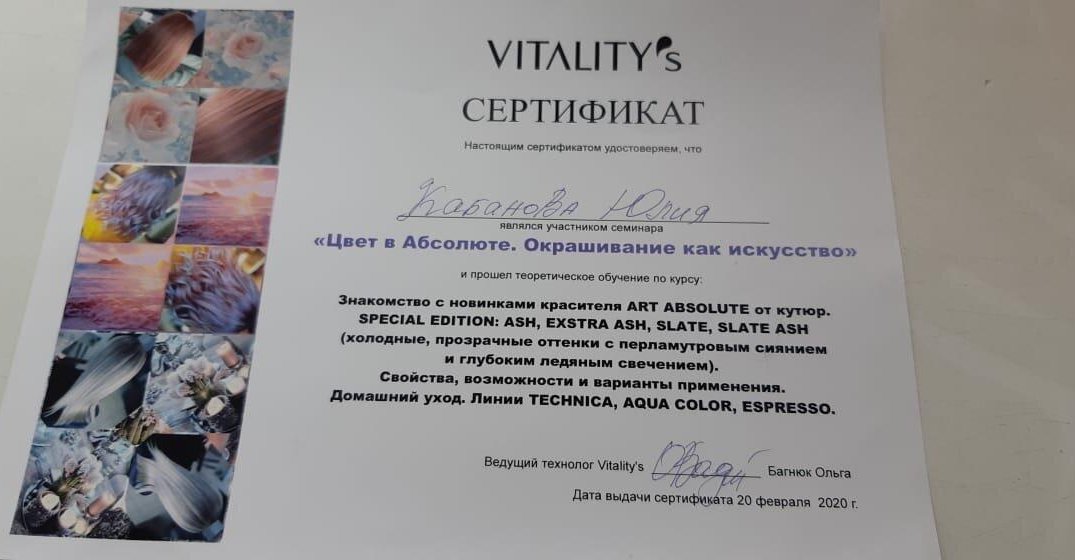 VITALITY's
СЕРТИФИКАТ
Настоящим сертификатом удостоверяем, что
Кабанова Юлия
являлся участником семинара
«Цвет в Абсолюте. Окрашивание как искусство»
и прошел теоретическое обучение по курсу:
Знакомство с новинками красителя ART ABSOLUTE от кутюр.
SPECIAL EDITION: ASH, EXSTRA ASH, SLATE, SLATE ASH
(холодные, прозрачные оттенки с перламутровым сиянием
и глубоким ледяным свечением).
Свойства, возможности и варианты применения.
Домашний уход. Линии TECHNICA, AQUA COLOR, ESPRESSO.
Ведущий технолог Vitality's Багнюк Ольга
Дата выдачи сертификата 20 февраля 2020 г.